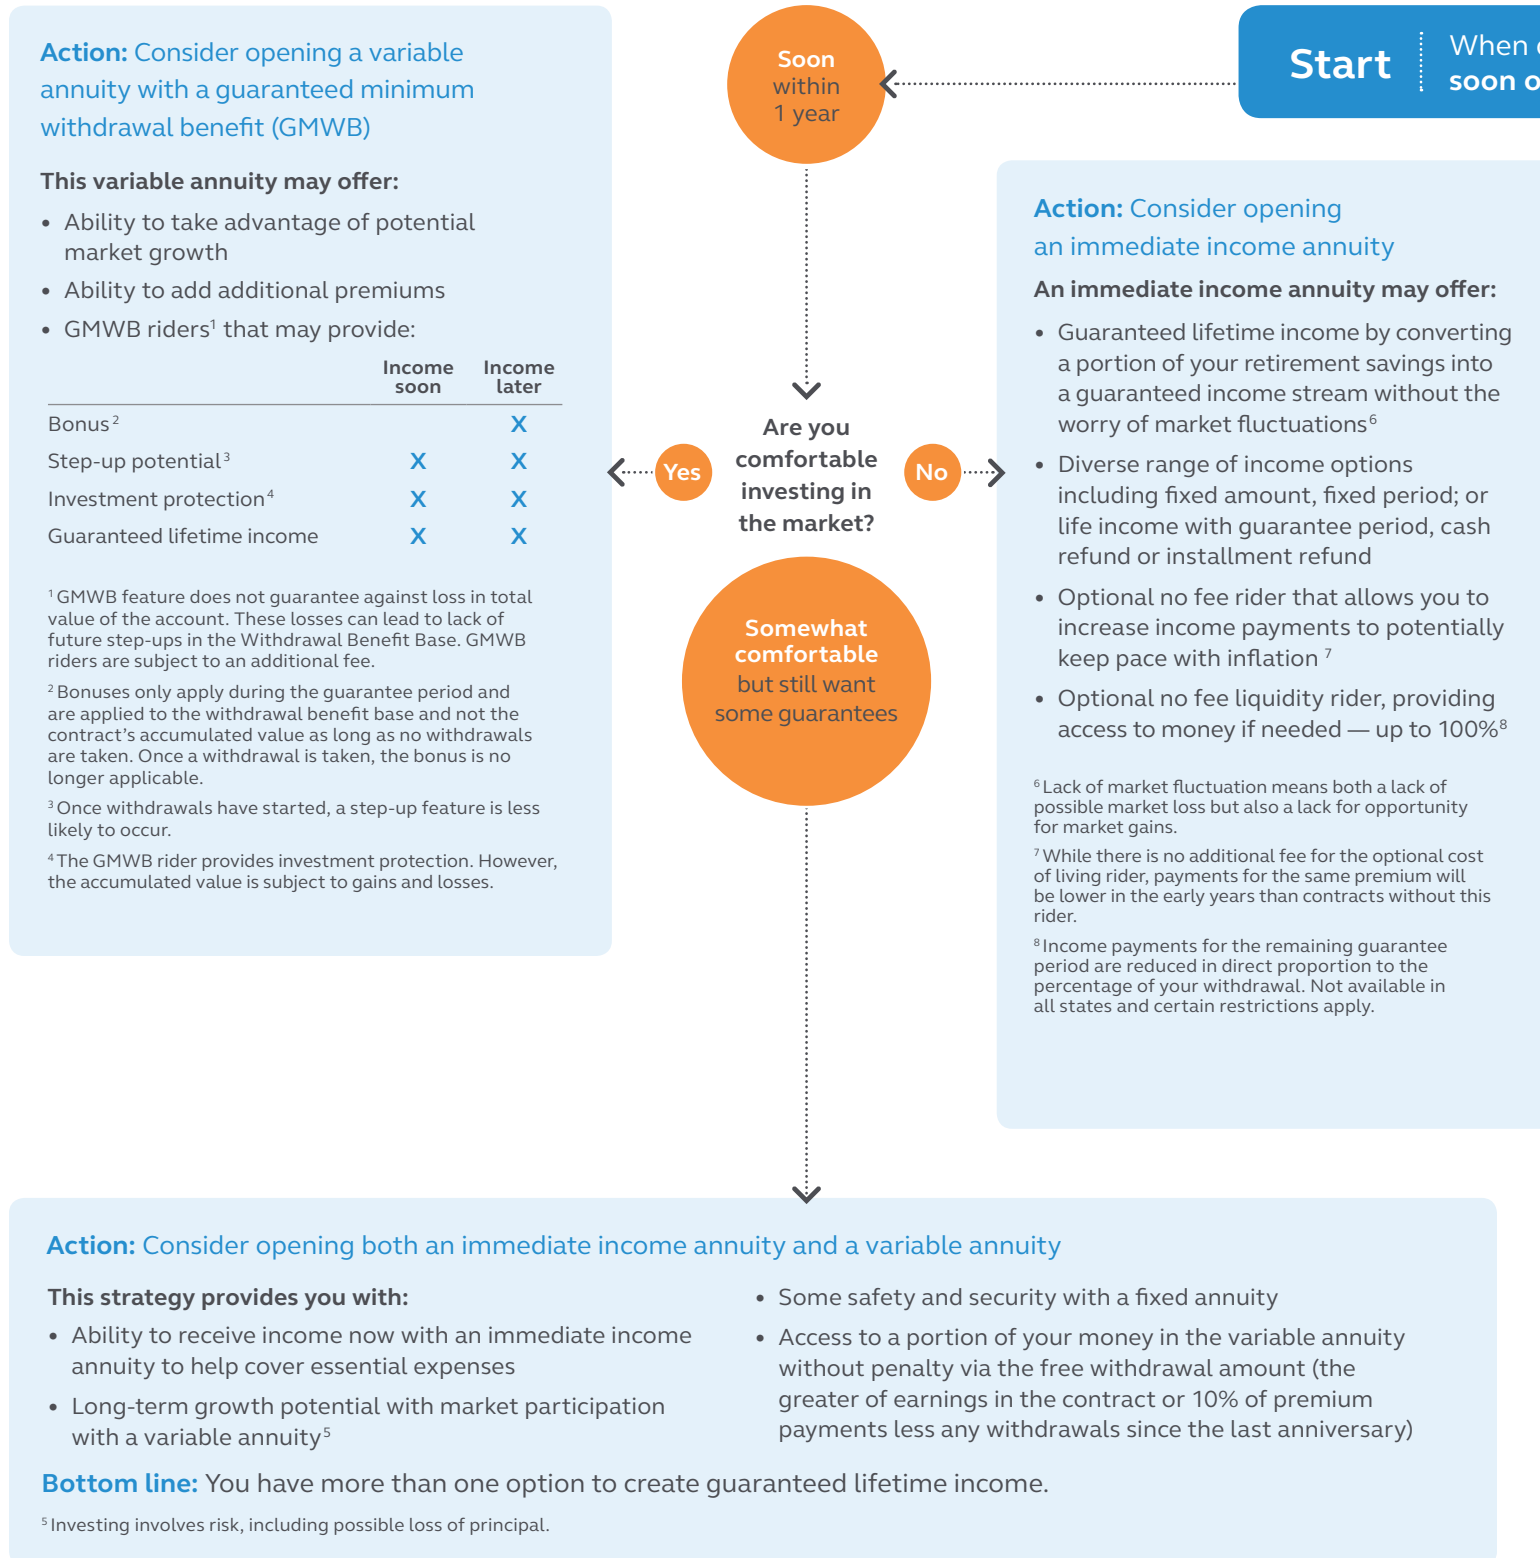 Start
When
soon
Soon
within
1 year
Action: Consider opening a variable
annuity with a guaranteed minimum
withdrawal benefit (GMWB)
This variable annuity may offer:
• Ability to take advantage of potential
market growth
• Ability to add additional premiums
• GMWB riders¹ that may provide:
Income soon Income later
Bonus² X
Step-up potential³ X X
Investment protection⁴ X X
Guaranteed lifetime income X X
¹ GMWB feature does not guarantee against loss in total
value of the account. These losses can lead to lack of
future step-ups in the Withdrawal Benefit Base. GMWB
riders are subject to an additional fee.
² Bonuses only apply during the guarantee period and
are applied to the withdrawal benefit base and not the
contract’s accumulated value as long as no withdrawals
are taken. Once a withdrawal is taken, the bonus is no
longer applicable.
³ Once withdrawals have started, a step-up feature is less
likely to occur.
⁴ The GMWB rider provides investment protection. However,
the accumulated value is subject to gains and losses.
Yes
Are you
comfortable
investing in
the market?
No
Somewhat
comfortable
but still want
some guarantees
Action: Consider opening
an immediate income annuity
An immediate income annuity may offer:
• Guaranteed lifetime income by converting
a portion of your retirement savings into
a guaranteed income stream without the
worry of market fluctuations⁶
• Diverse range of income options
including fixed amount, fixed period; or
life income with guarantee period, cash
refund or installment refund
• Optional no fee rider that allows you to
increase income payments to potentially
keep pace with inflation ⁷
• Optional no fee liquidity rider, providing
access to money if needed — up to 100%⁸
⁶ Lack of market fluctuation means both a lack of
possible market loss but also a lack for opportunity
for market gains.
⁷ While there is no additional fee for the optional cost
of living rider, payments for the same premium will
be lower in the early years than contracts without this
rider.
⁸ Income payments for the remaining guarantee
period are reduced in direct proportion to the
percentage of your withdrawal. Not available in
all states and certain restrictions apply.
Action: Consider opening both an immediate income annuity and a variable annuity
This strategy provides you with:
• Ability to receive income now with an immediate income
annuity to help cover essential expenses
• Long-term growth potential with market participation
with a variable annuity⁵
• Some safety and security with a fixed annuity
• Access to a portion of your money in the variable annuity
without penalty via the free withdrawal amount (the
greater of earnings in the contract or 10% of premium
payments less any withdrawals since the last anniversary)
Bottom line: You have more than one option to create guaranteed lifetime income.
⁵ Investing involves risk, including possible loss of principal.